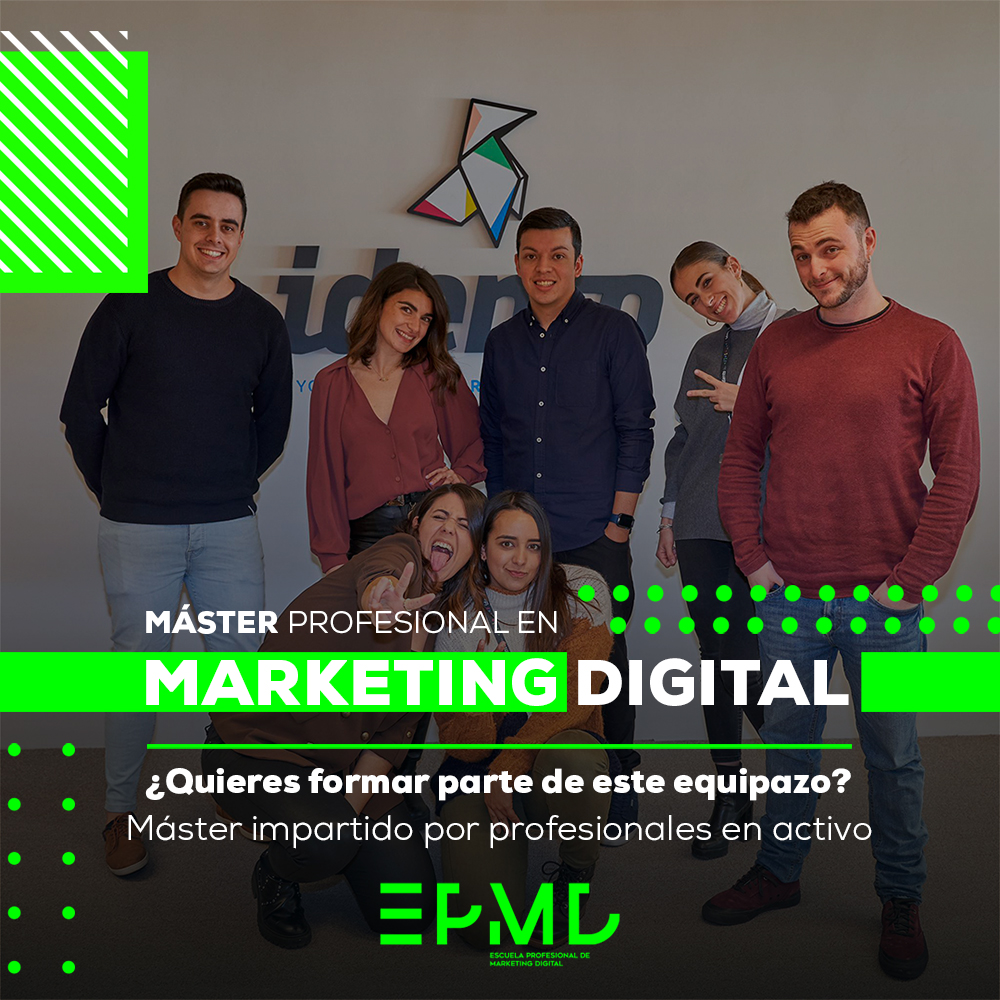 MÁSTER PROFESIONAL EN
MARKETING DIGITAL
¿Quieres formar parte de este equipazo?
Máster impartido por profesionales en activo
EPMD
ESCUELA PROFESIONAL DE
MARKETING DIGITAL